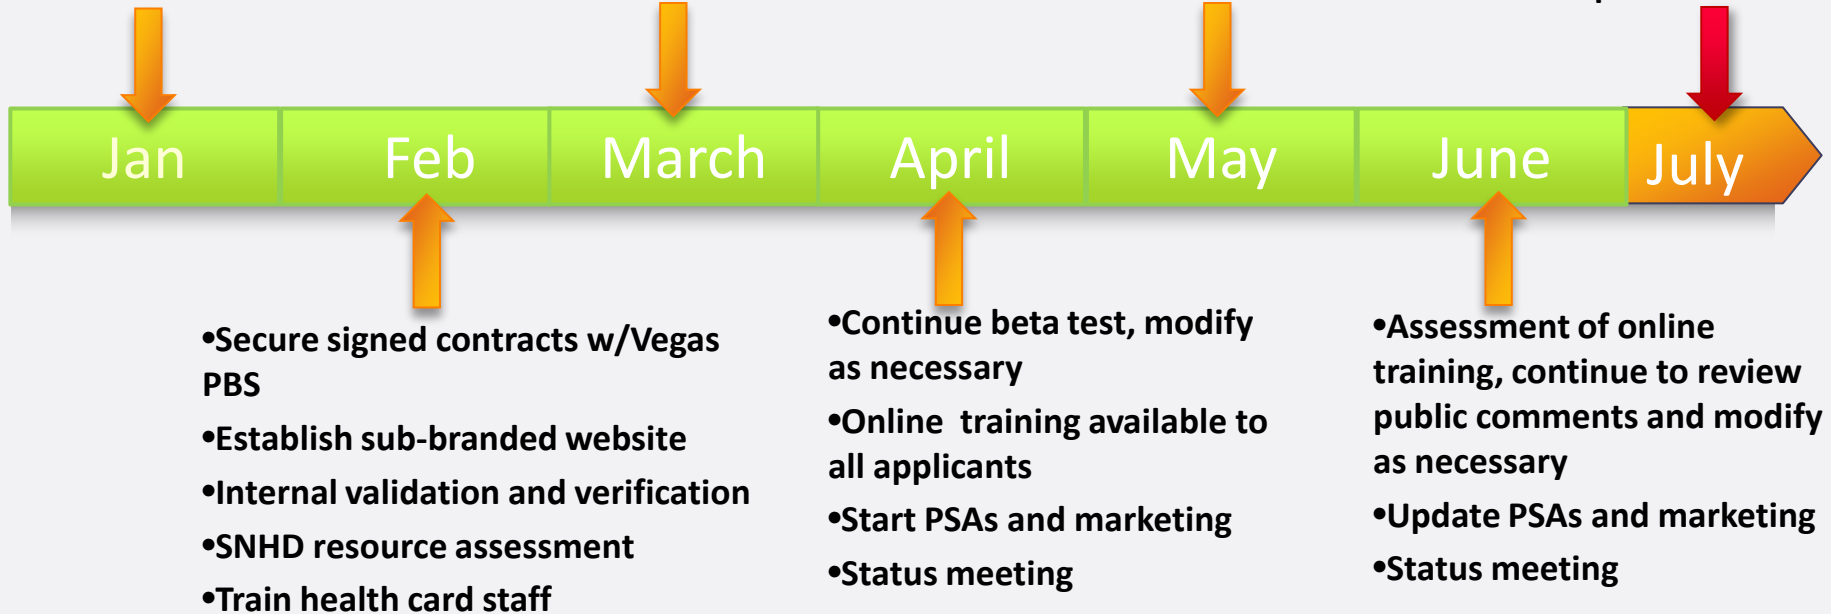 Jan Feb March April May June July
•Secure signed contracts w/Vegas
PBS
•Establish sub-branded website
•Internal validation and verification
•SNHD resource assessment
•Train health card staff
•Continue beta test, modify
as necessary
•Online  training available to
all applicants
•Start PSAs and marketing
•Status meeting
•Assessment of online
training, continue to review
public comments and modify
as necessary
•Update PSAs and marketing
•Status meeting